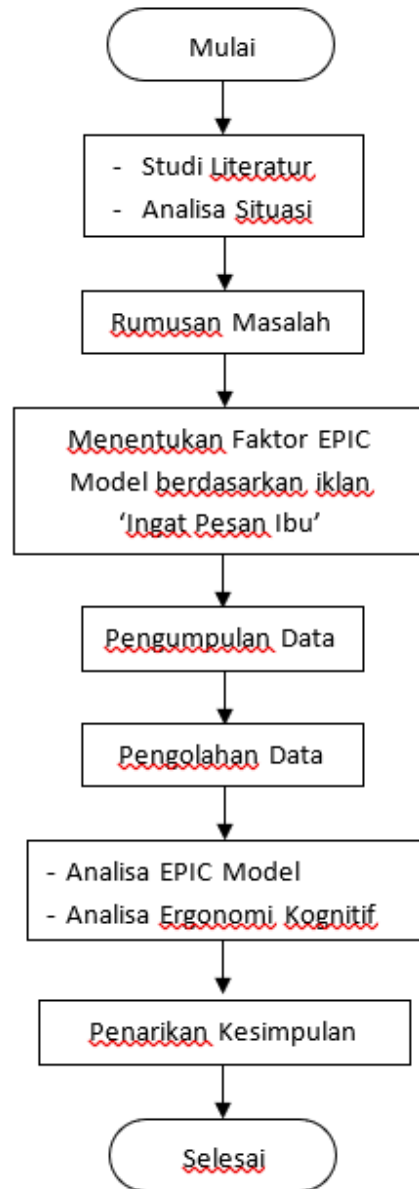 Mulai
- Studi Literatur
- Analisa Situasi
Rumusan Masalah
Menentukan Faktor EPIC
Model berdasarkan iklan
‘Ingat Pesan Ibu’
Pengumpulan Data
Pengolahan Data
- Analisa EPIC Model
- Analisa Ergonomi Kognitif
Penarikan Kesimpulan
Selesai